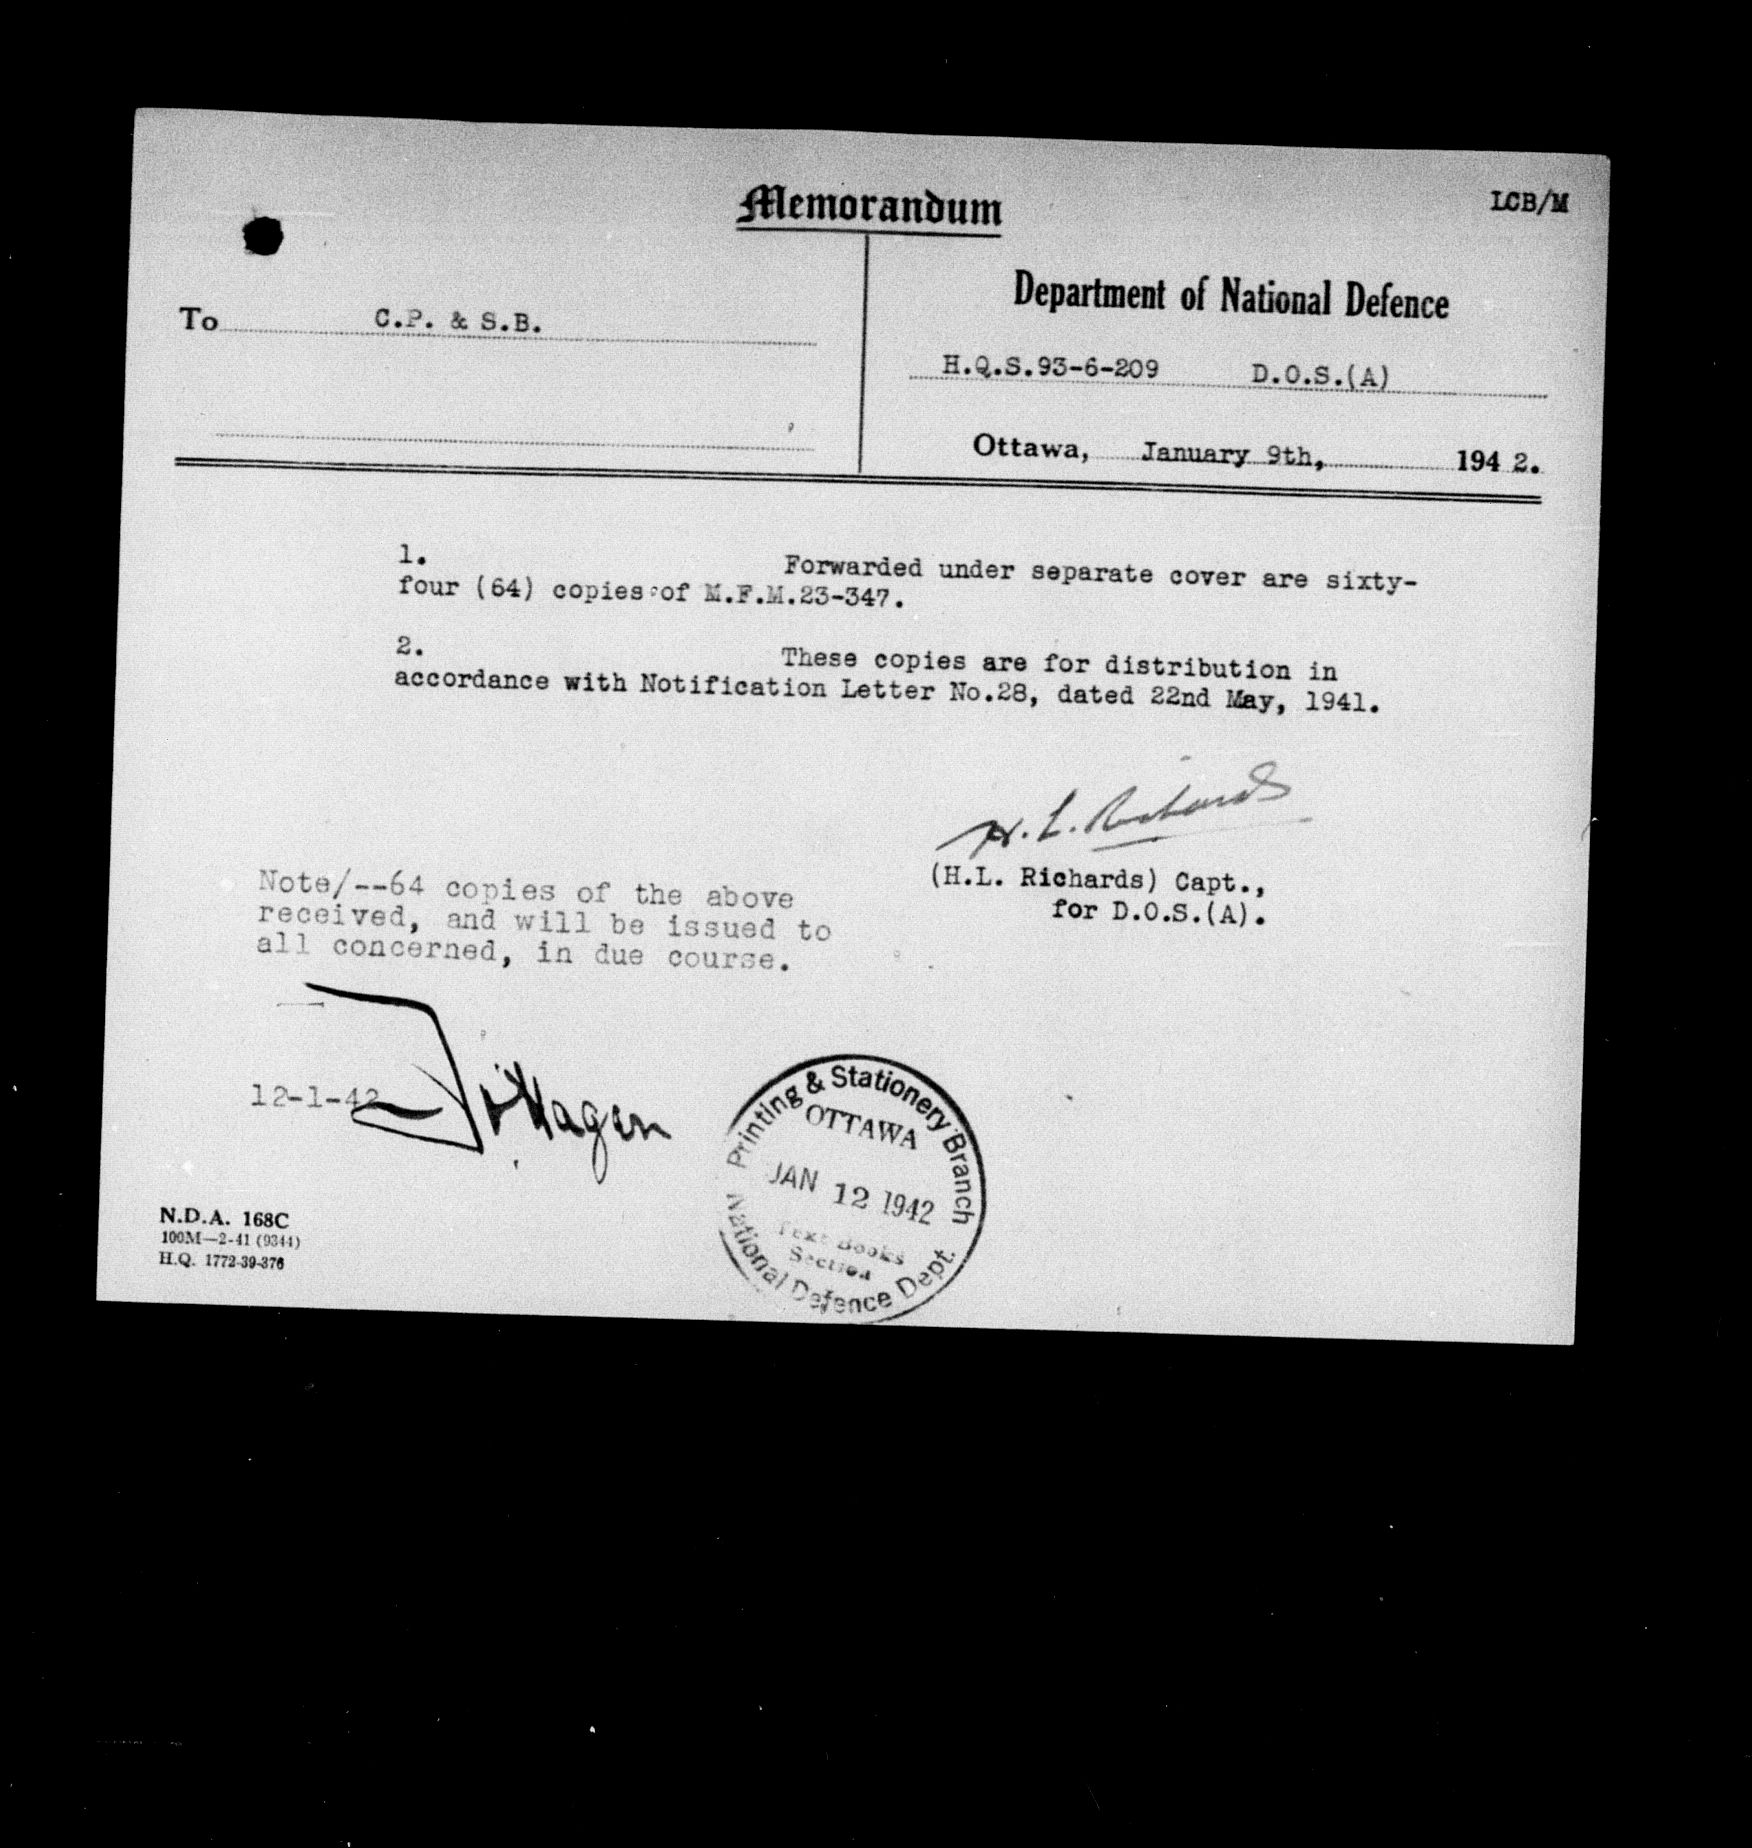 LCB/M
Memorandum
Department of National Defence
To C.P. & S.B.
H.Q.S.93-6-209 D.O.S.(A)
Ottawa, January 9th, 194 2.
1. Forwarded under separate cover are sixty-
four (64) copies of M.F.M.23-347.
2. These copies are for distribution in
accordance with Notification Letter No.28, dated 22nd May, 1941.
H. L. Richards
(H.L. Richards) Capt.,
for D.O.S.(A).
Note/--64 copies of the above
received, and will be issued to
all concerned, in due course.
12-1-42
Printing & Stationery Branch
OTTAWA
JAN 12 1942
Text Books
Section
National Defence Dept.
N.D.A. 168C
100M—2-41 (9344)
H.Q. 1772-39-376